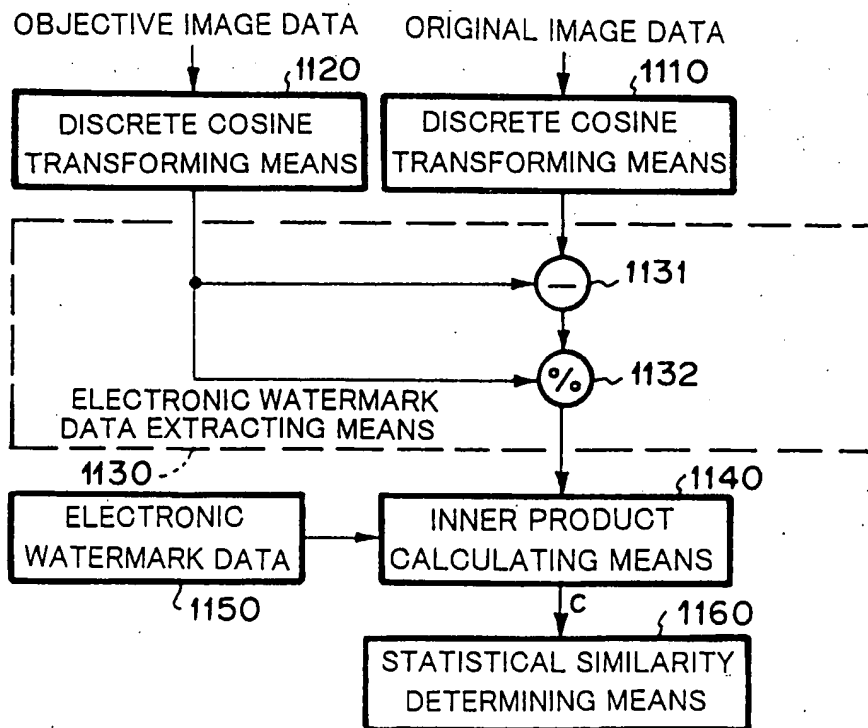 OBJECTIVE IMAGE DATA
ORIGINAL IMAGE DATA
1120
1110
DISCRETE COSINE
TRANSFORMING MEANS
DISCRETE COSINE
TRANSFORMING MEANS
−
1131
%
1132
ELECTRONIC WATERMARK
DATA EXTRACTING MEANS
1130
1140
ELECTRONIC
WATERMARK DATA
INNER PRODUCT
CALCULATING MEANS
1150
C
1160
STATISTICAL SIMILARITY
DETERMINING MEANS